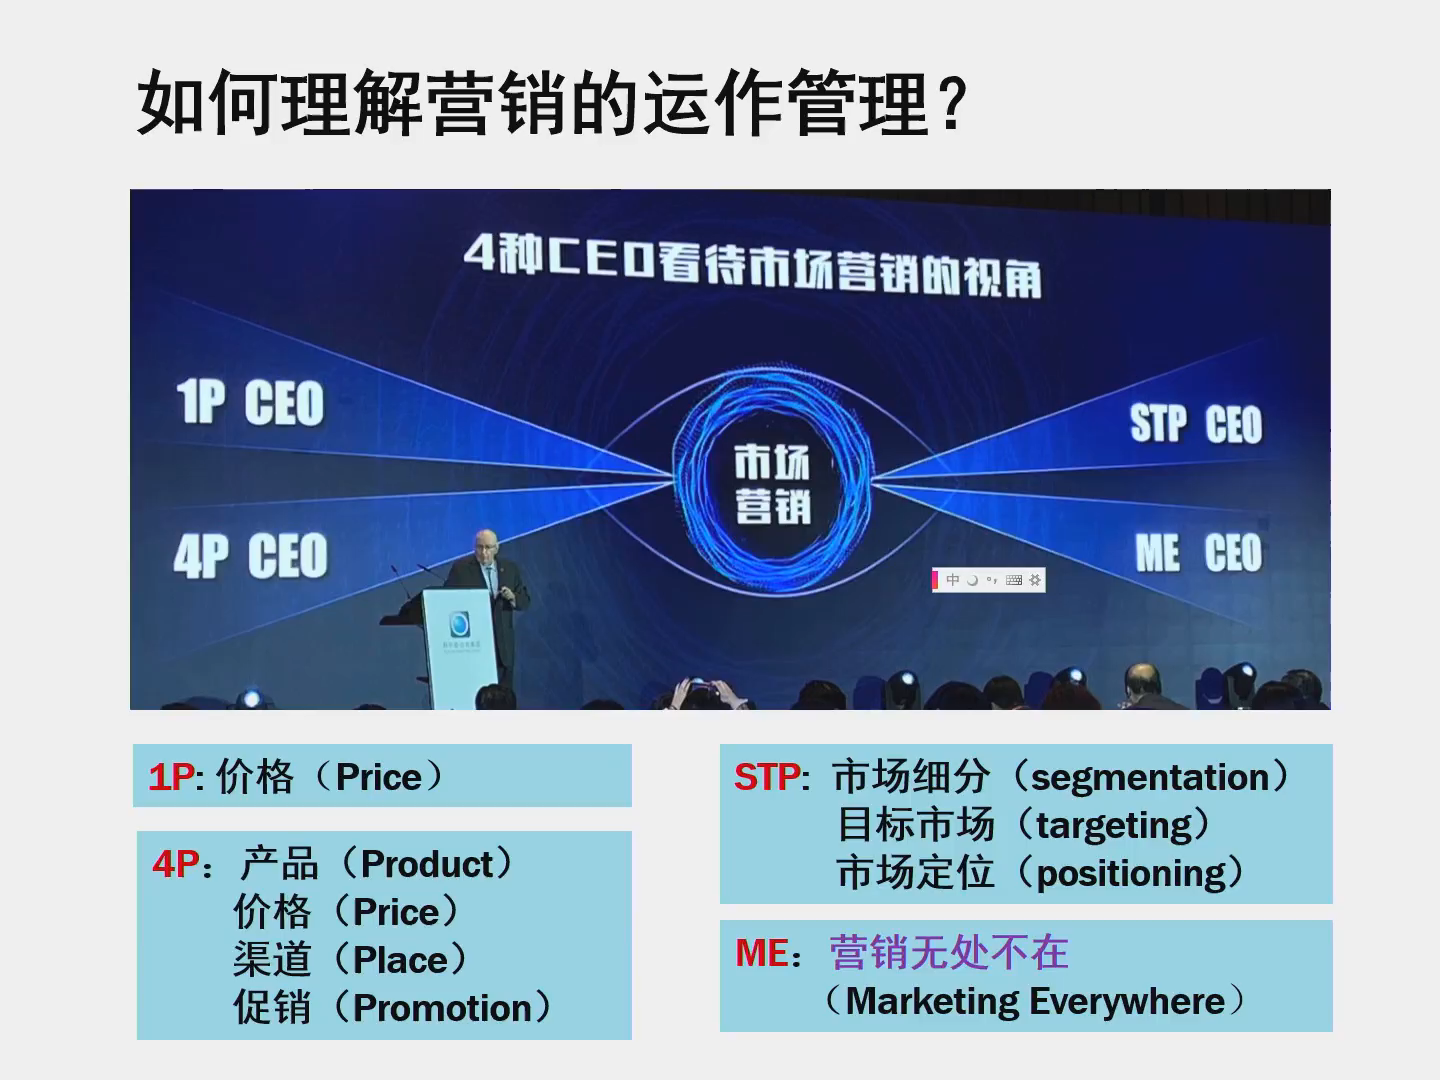 如何理解营销的运作管理？
4种CEO看待市场营销的视角
1P CEO
STP CEO
市场
营销
4P CEO
ME CEO
中
1P: 价格（Price）
4P：产品（Product）
价格（Price）
渠道（Place）
促销（Promotion）
STP: 市场细分（segmentation）
目标市场（targeting）
市场定位（positioning）
ME：营销无处不在
（Marketing Everywhere）